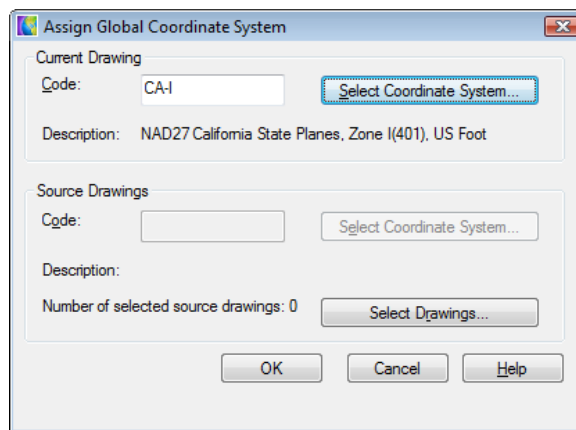 Assign Global Coordinate System
Current Drawing
Code: CA-I Select Coordinate System...
Description: NAD27 California State Planes, Zone I(401), US Foot
Source Drawings
Code: Select Coordinate System...
Description:
Number of selected source drawings: 0 Select Drawings...
OK Cancel Help